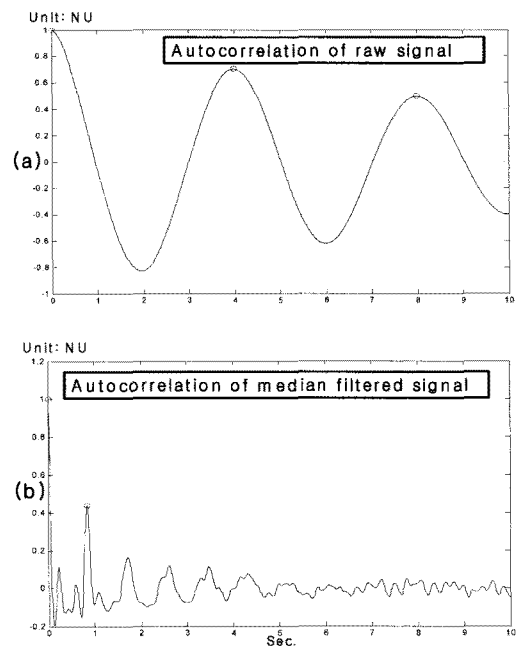 Unit: NU
Autocorrelation of raw signal
1
0.8
0.6
0.4
0.2
(a)
0
-0.2
-0.4
-0.6
-0.8
-1
0 1 2 3 4 5 6 7 8 9 10
Unit: NU
1.2
Autocorrelation of median filtered signal
1.0
0.8
0.6
(b)
0.4
0.2
0
-0.2
0 1 2 3 4 5 6 7 8 9 10
Sec.